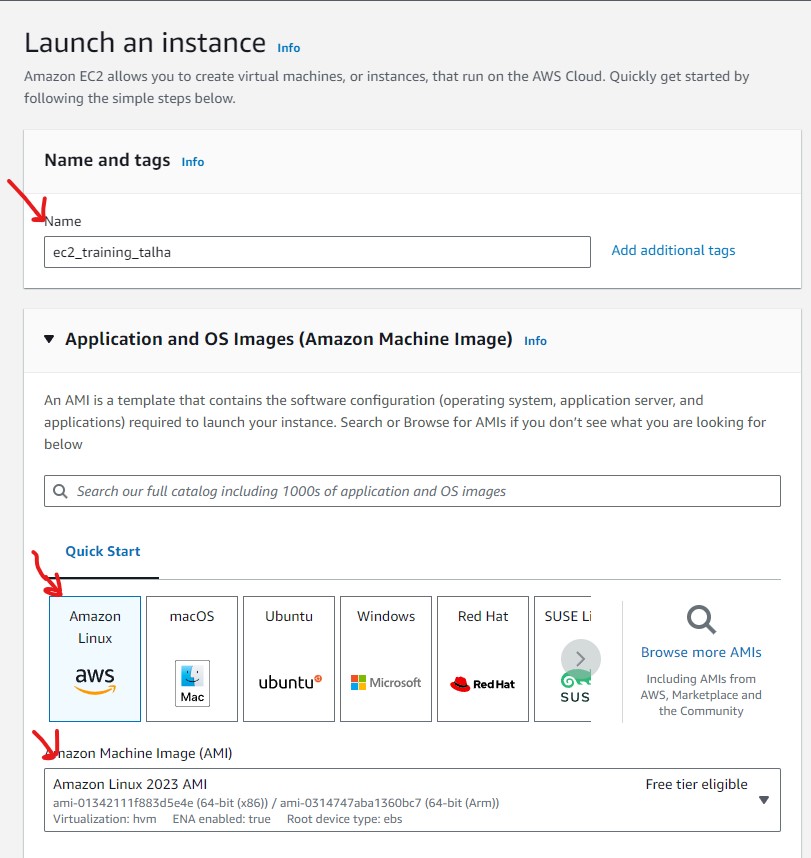 Launch an instance Info
Amazon EC2 allows you to create virtual machines, or instances, that run on the AWS Cloud. Quickly get started by
following the simple steps below.
Name and tags Info
Name
ec2_training_talha
Add additional tags
Application and OS Images (Amazon Machine Image) Info
An AMI is a template that contains the software configuration (operating system, application server, and
applications) required to launch your instance. Search or Browse for AMIs if you don’t see what you are looking for
below
Search our full catalog including 1000s of application and OS images
Quick Start
Amazon
Linux
aws
macOS
Mac
Ubuntu
ubuntu
Windows
Microsoft
Red Hat
Red Hat
SUSE Li
SUS
Browse more AMIs
Including AMIs from
AWS, Marketplace and
the Community
Amazon Machine Image (AMI)
Amazon Linux 2023 AMI
Free tier eligible
ami-01342111f883d5e4e (64-bit (x86)) / ami-0314747aba1360bc7 (64-bit (Arm))
Virtualization: hvm ENA enabled: true Root device type: ebs